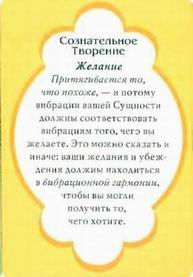 Сознательное
Творение
Желание
Притягивается то,
что похоже, — и потому
вибрации вашей Сущности
должны соответствовать
вибрациям того, чего вы
желаете. Это можно сказать и
иначе: ваши желания и убеж-
дения должны находиться
в вибрационной гармонии,
чтобы вы могли
получить то,
чего хотите.